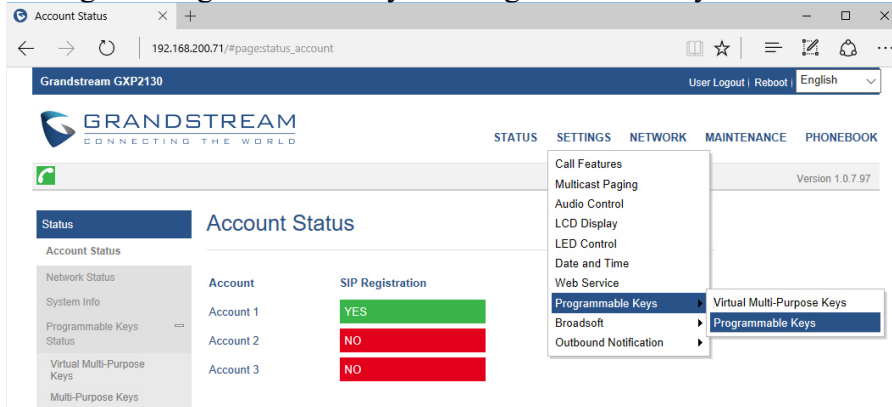 Account Status
192.168.200.71/#page:status_account
Grandstream GXP2130
User Logout | Reboot | English
GRANDSTREAM
CONNECTING THE WORLD
STATUS SETTINGS NETWORK MAINTENANCE PHONEBOOK
Version 1.0.7.97
Call Features
Multicast Paging
Audio Control
LCD Display
LED Control
Date and Time
Web Service
Programmable Keys
Broadsoft
Outbound Notification
Virtual Multi-Purpose Keys
Programmable Keys
Status
Account Status
Network Status
System Info
Programmable Keys
Status
Virtual Multi-Purpose
Keys
Multi-Purpose Keys
Account Status
Account SIP Registration
Account 1 YES
Account 2 NO
Account 3 NO